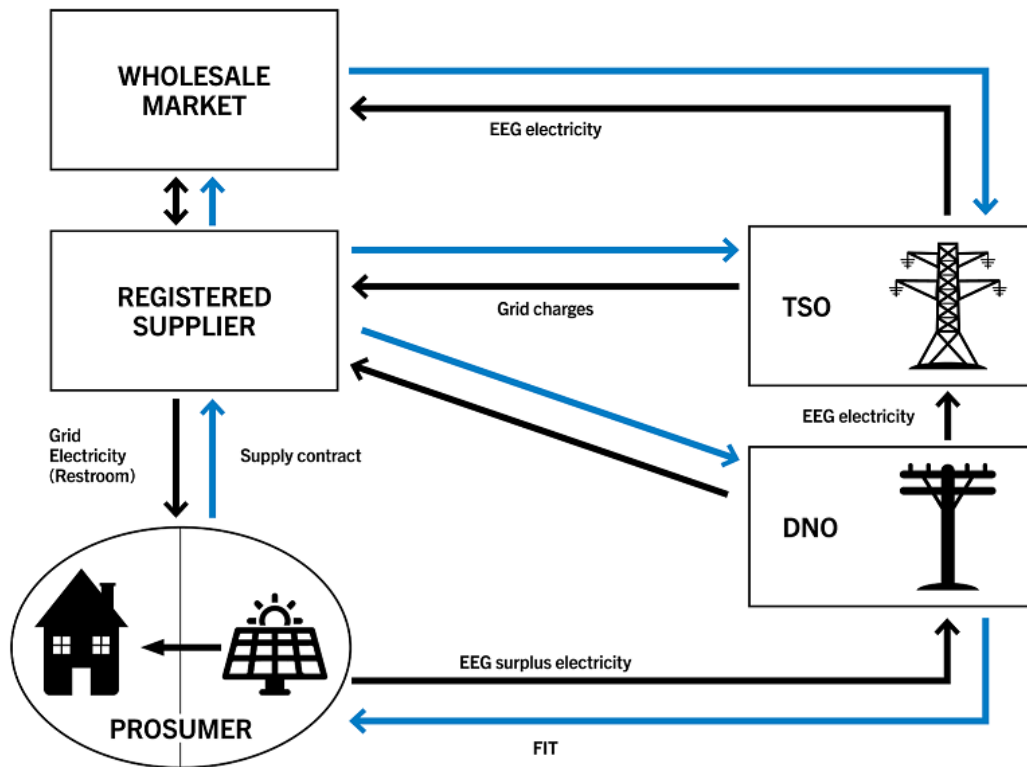 WHOLESALE
MARKET
EEG electricity
REGISTERED
SUPPLIER
Grid charges
TSO
EEG electricity
Grid
Electricity
(Restroom)
Supply contract
DNO
EEG surplus electricity
PROSUMER
FIT